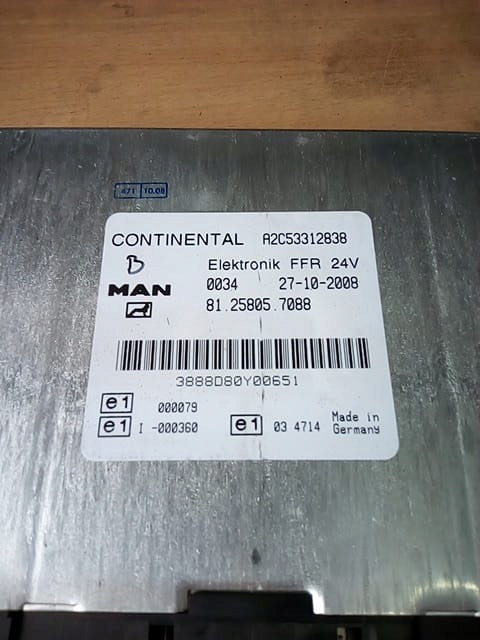 471 10.08
CONTINENTAL A2C53312838
B Elektronik FFR 24V
MAN 0034 27-10-2008
81.25805.7088
3888D80Y00651
e1 000079
e1 I -000360 e1 03 4714 Made in
Germany